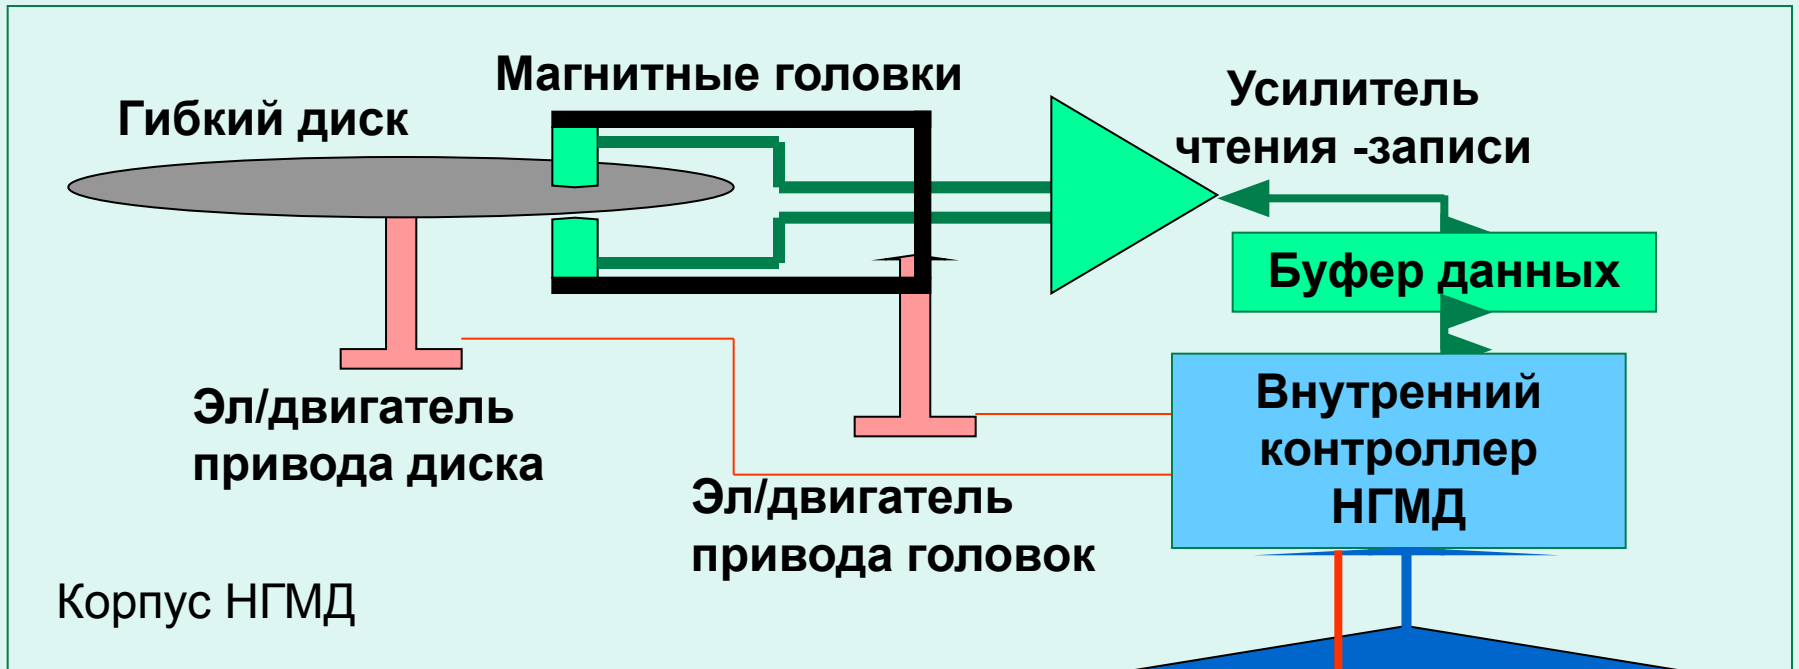 Магнитные головки
Гибкий диск
Усилитель
чтения -записи
Буфер данных
Эл/двигатель
привода диска
Внутренний
контроллер
НГМД
Эл/двигатель
привода головок
Корпус НГМД